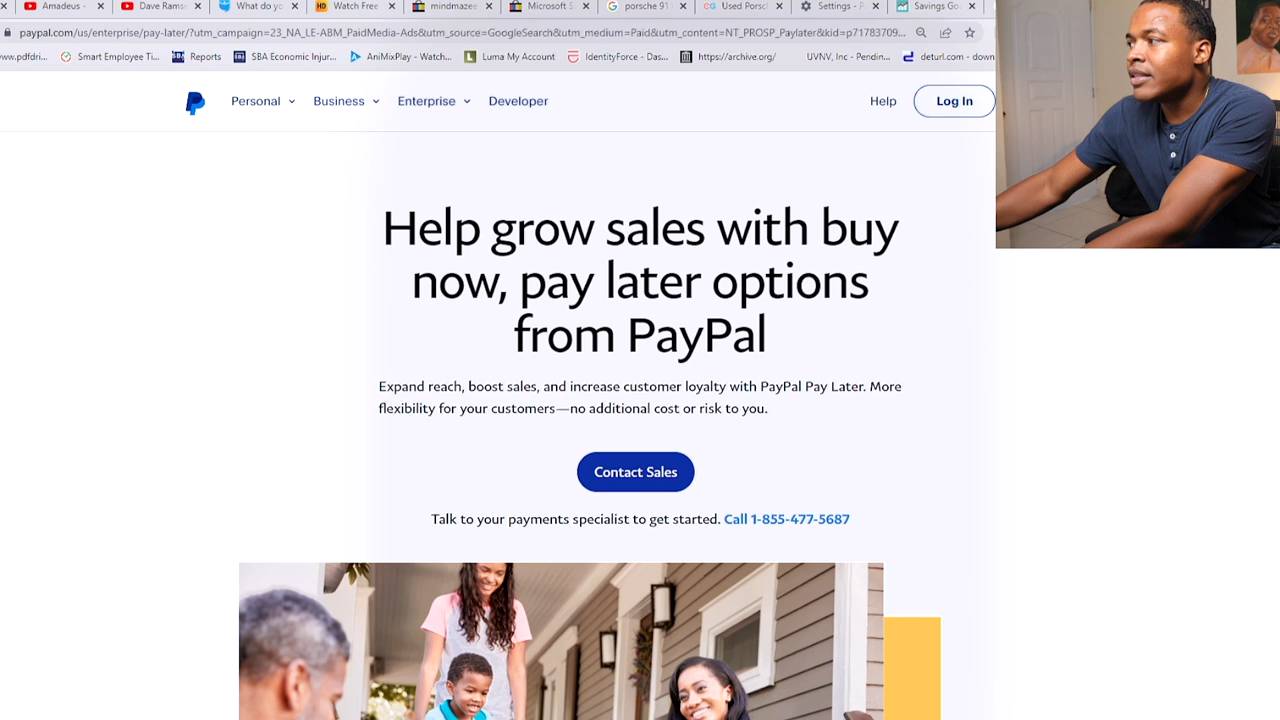 Amadeus -
Dave Rams
What do yo
HD Watch Free
mindmazee
Microsoft S
porsche 91
CG Used Porsc
Settings - P
Savings Go
paypal.com/us/enterprise/pay-later/?utm_campaign=23_NA_LE-ABM_PaidMedia-Ads&utm_source=GoogleSearch&utm_medium=Paid&utm_content=NT_PROSP_Paylater&kid=p71783709...
ww.pdfdri...
Smart Employee Ti...
Reports
SBA Economic Injur...
AniMixPlay - Watch...
Luma My Account
IdentityForce - Das...
https://archive.org/
UVNV, Inc - Pendin...
deturl.com - down
Personal
Business
Enterprise
Developer
Help
Log In
Help grow sales with buy
now, pay later options
from PayPal
Expand reach, boost sales, and increase customer loyalty with PayPal Pay Later. More
flexibility for your customers—no additional cost or risk to you.
Contact Sales
Talk to your payments specialist to get started. Call 1-855-477-5687